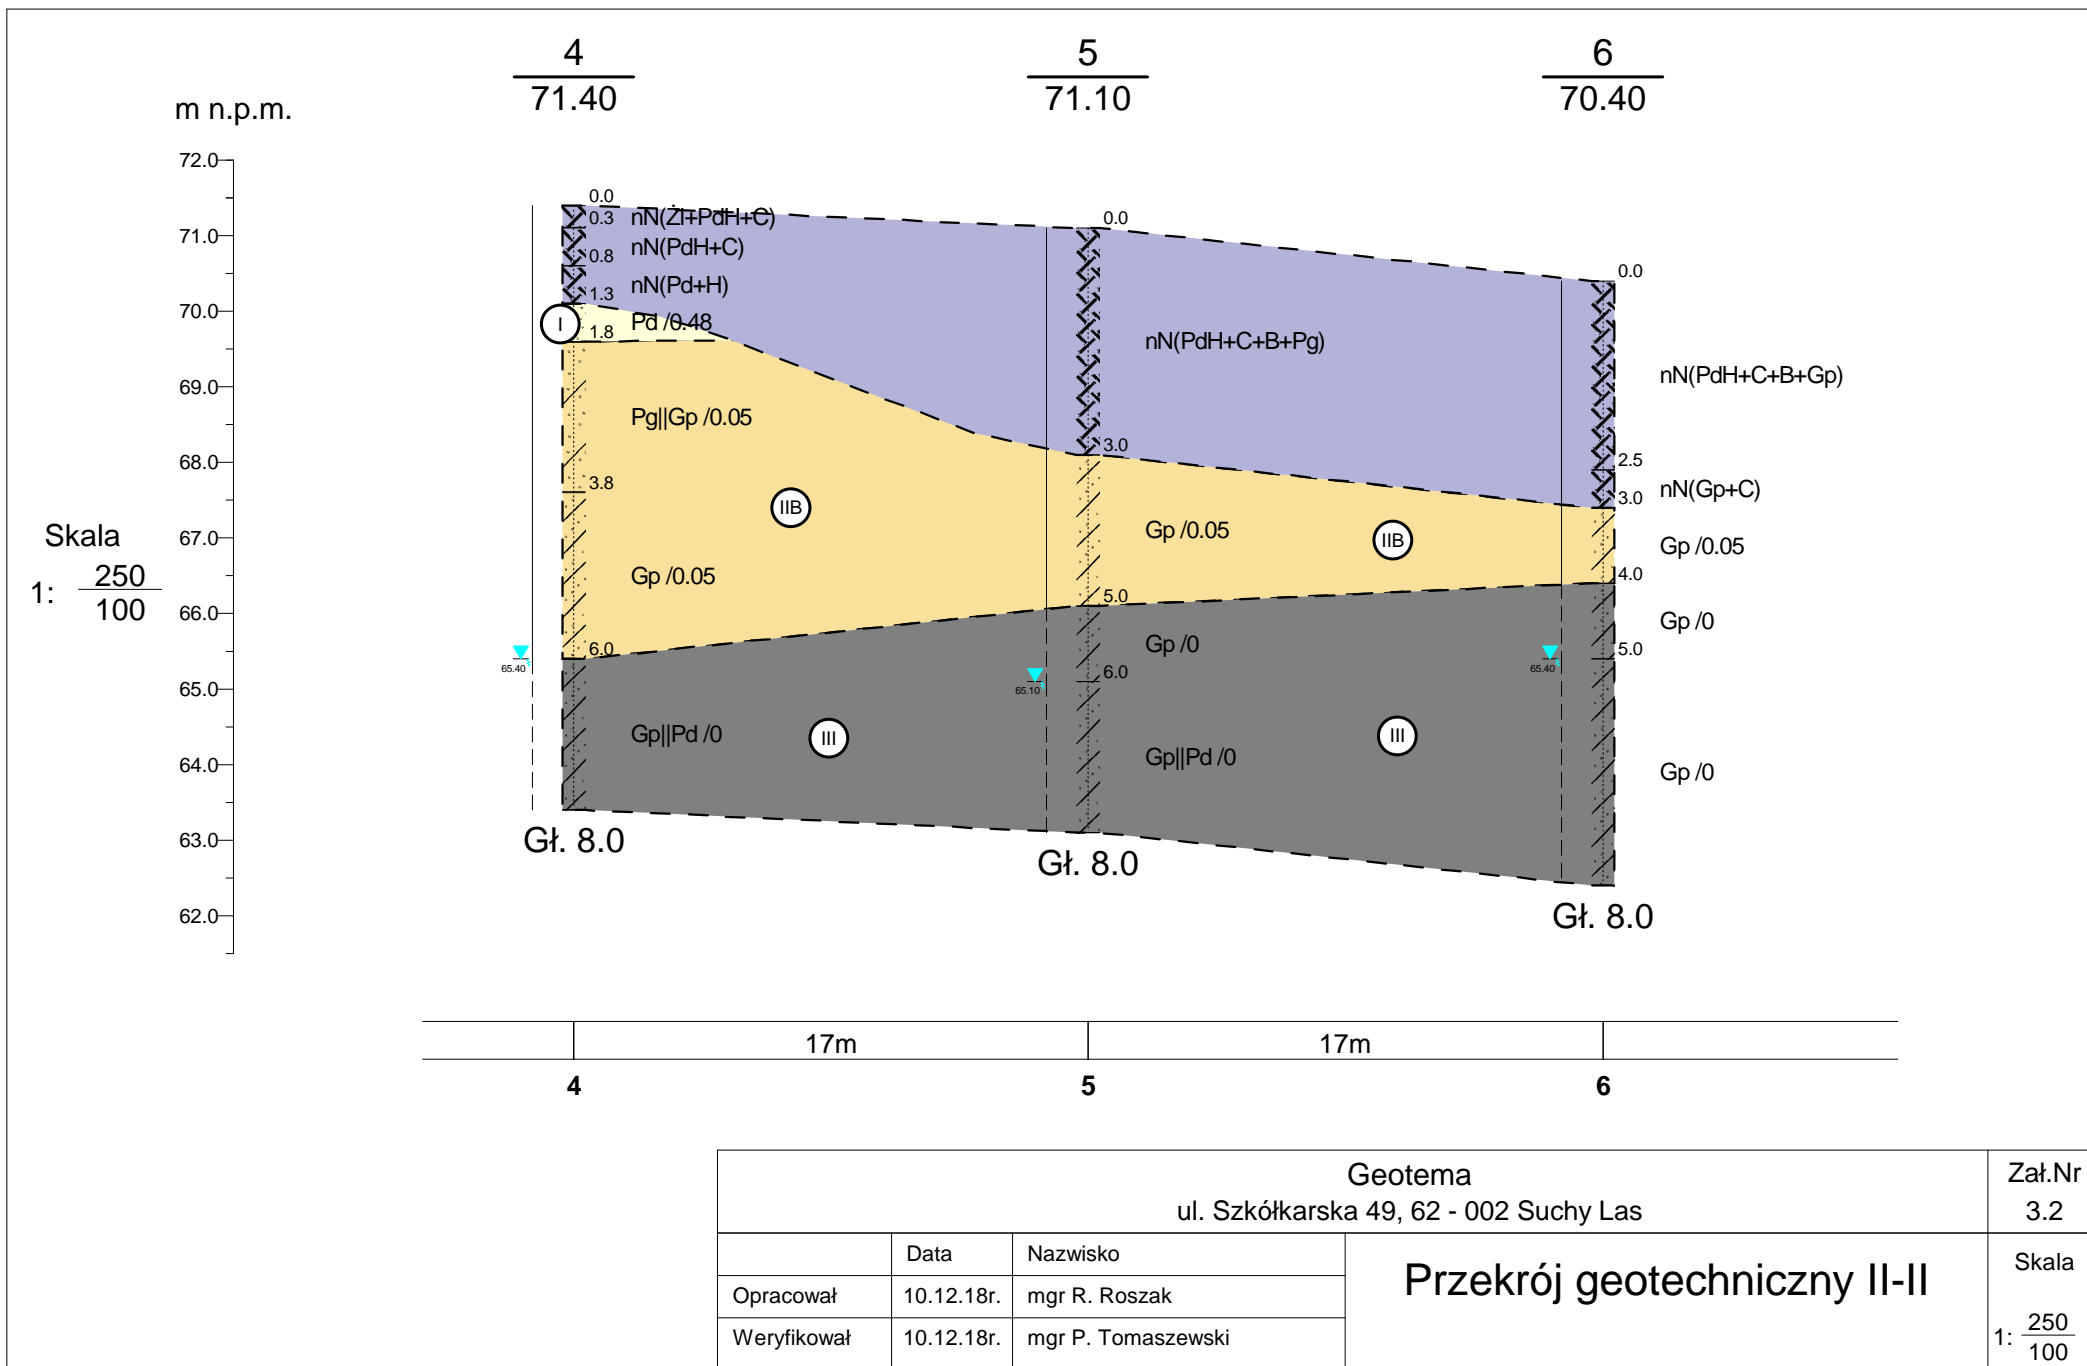 4
71.40
5
71.10
6
70.40
m n.p.m.
72.0
71.0
70.0
69.0
68.0
67.0
66.0
65.0
64.0
63.0
62.0
Skala
1: 250
100
0.0
0.3 nN(Żl+PdH+C)
nN(PdH+C)
0.8
nN(Pd+H)
1.3
I
Pd /0.48
1.8
Pg||Gp /0.05
3.8
IIB
Gp /0.05
6.0
65.40
Gp||Pd /0
III
Gł. 8.0
0.0
nN(PdH+C+B+Pg)
3.0
Gp /0.05
IIB
5.0
Gp /0
6.0
65.10
Gp||Pd /0
III
Gł. 8.0
0.0
nN(PdH+C+B+Gp)
2.5
nN(Gp+C)
3.0
Gp /0.05
4.0
Gp /0
5.0
65.40
Gp /0
Gł. 8.0
17m
17m
4
5
6
Geotema
ul. Szkółkarska 49, 62 - 002 Suchy Las
Zał.Nr
3.2
Data
Nazwisko
Opracował
10.12.18r.
mgr R. Roszak
Weryfikował
10.12.18r.
mgr P. Tomaszewski
Przekrój geotechniczny II-II
Skala
1: 250
100